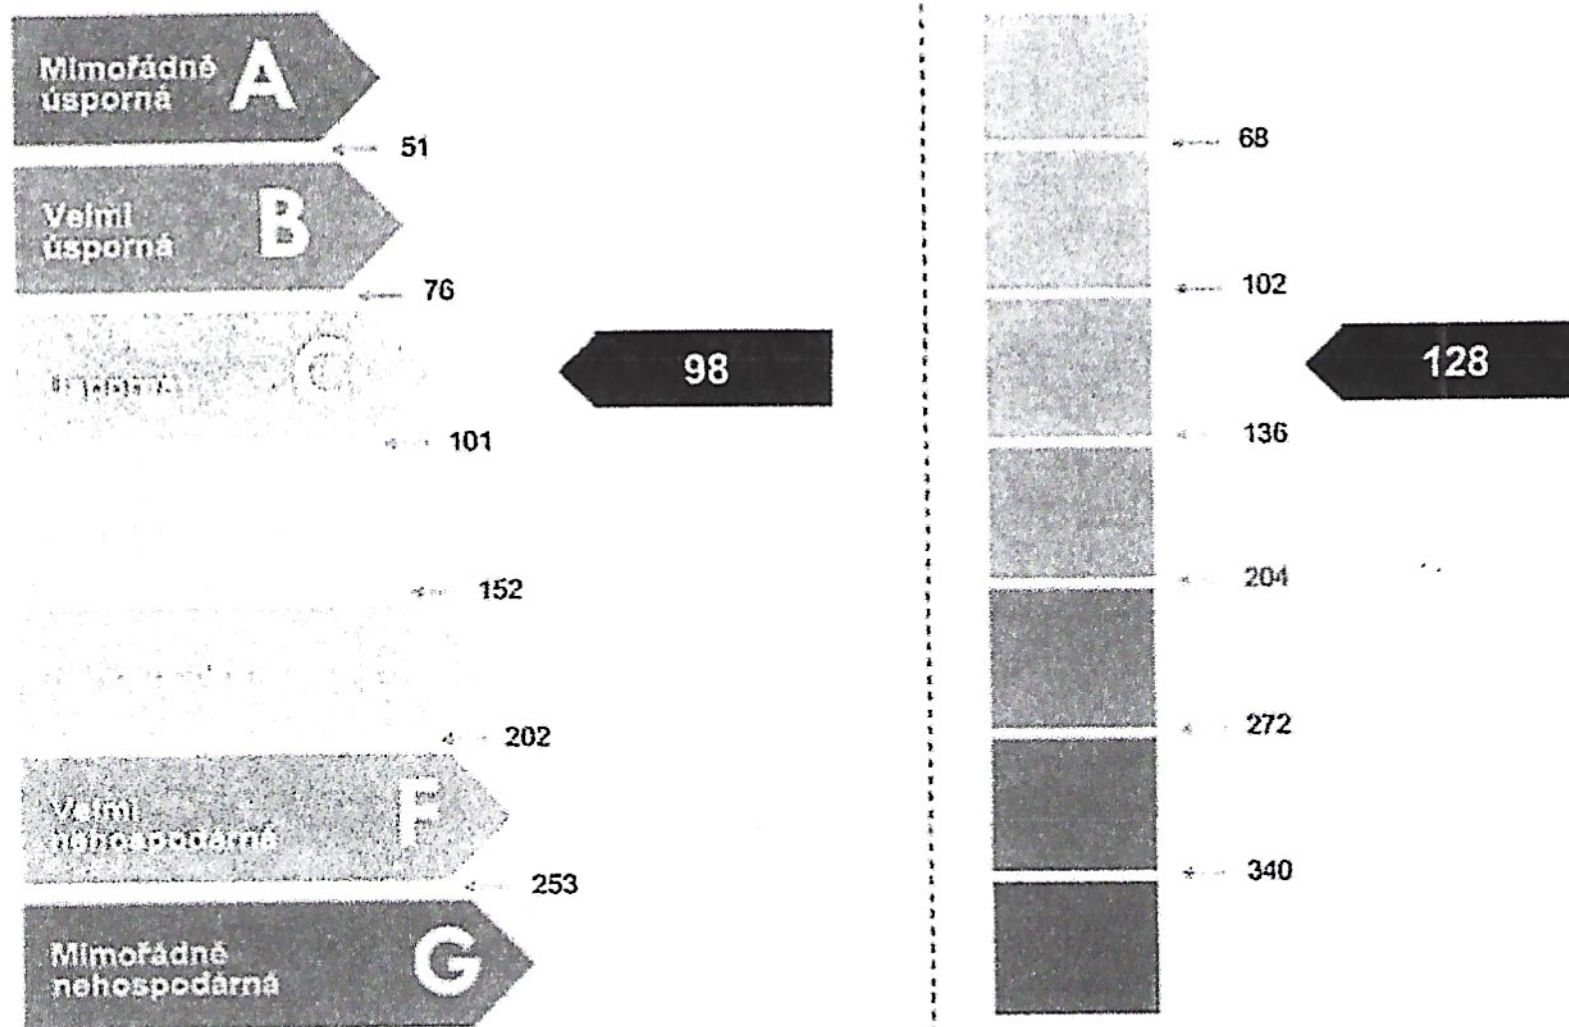 Mimořádně
úsporná
A
51
Velmi
úsporná
B
76
C
98
101
152
202
Velmi
nehospodárná
F
253
Mimořádně
nehospodárná
G
68
102
128
136
204
272
340